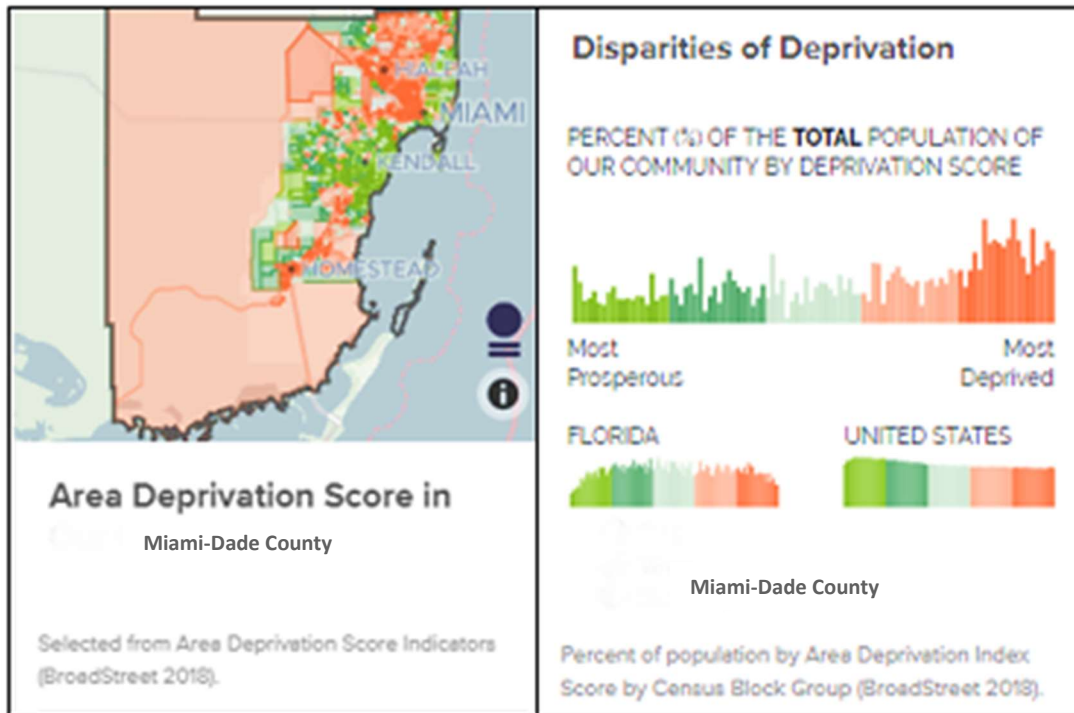 HIALEAH
MIAMI
KENDALL
HOMESTEAD
Area Deprivation Score in
Miami-Dade County
Selected from Area Deprivation Score Indicators
(BroadStreet 2018).
Disparities of Deprivation
PERCENT (%) OF THE TOTAL POPULATION OF
OUR COMMUNITY BY DEPRIVATION SCORE
Most
Prosperous
Most
Deprived
FLORIDA
UNITED STATES
Miami-Dade County
Percent of population by Area Deprivation Index
Score by Census Block Group (BroadStreet 2018).